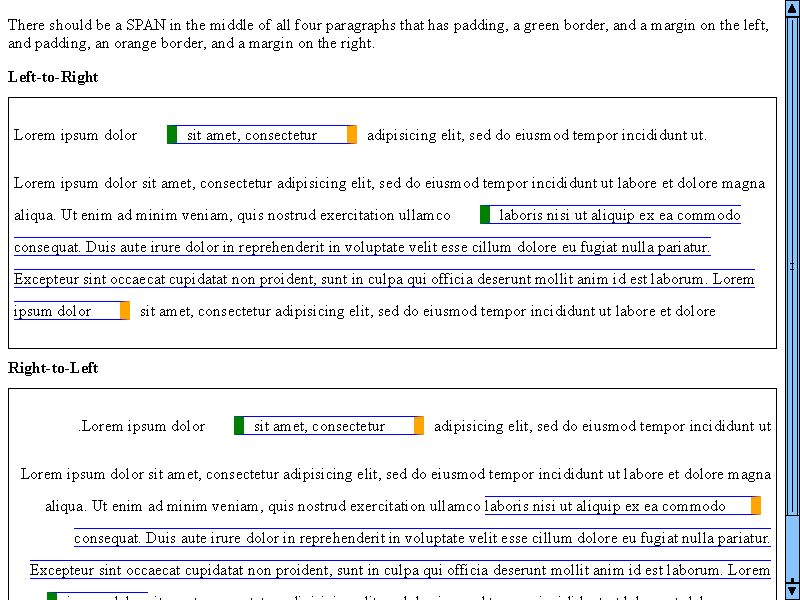 There should be a SPAN in the middle of all four paragraphs that has padding, a green border, and a margin on the left,
and padding, an orange border, and a margin on the right.
Left-to-Right
Lorem ipsum dolor sit amet, consectetur adipisicing elit, sed do eiusmod tempor incididunt ut.
Lorem ipsum dolor sit amet, consectetur adipisicing elit, sed do eiusmod tempor incididunt ut labore et dolore magna
aliqua. Ut enim ad minim veniam, quis nostrud exercitation ullamco laboris nisi ut aliquip ex ea commodo
consequat. Duis aute irure dolor in reprehenderit in voluptate velit esse cillum dolore eu fugiat nulla pariatur.
Excepteur sint occaecat cupidatat non proident, sunt in culpa qui officia deserunt mollit anim id est laborum. Lorem
ipsum dolor sit amet, consectetur adipisicing elit, sed do eiusmod tempor incididunt ut labore et dolore
Right-to-Left
.Lorem ipsum dolor sit amet, consectetur adipisicing elit, sed do eiusmod tempor incididunt ut
Lorem ipsum dolor sit amet, consectetur adipisicing elit, sed do eiusmod tempor incididunt ut labore et dolore magna
aliqua. Ut enim ad minim veniam, quis nostrud exercitation ullamco laboris nisi ut aliquip ex ea commodo
consequat. Duis aute irure dolor in reprehenderit in voluptate velit esse cillum dolore eu fugiat nulla pariatur.
Excepteur sint occaecat cupidatat non proident, sunt in culpa qui officia deserunt mollit anim id est laborum. Lorem